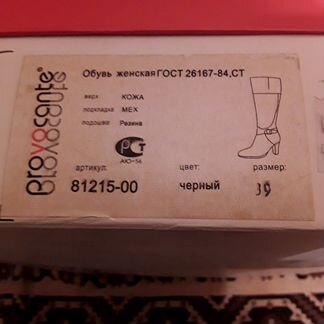 provocante
Обувь женская ГОСТ 26167-84,СТ
верх КОЖА
подкладка МЕХ
подошва Резина
РСТ
АЮ-56
артикул: цвет: размер:
81215-00 черный 39